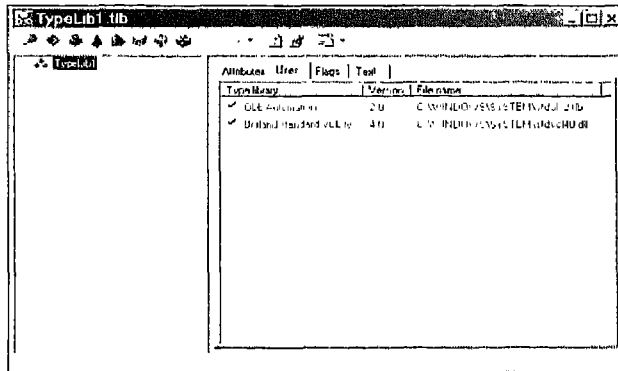 TypeLib1.tlb
TypeLib1
Attributes Uses Flags Text
Type library Version File name
OLE Automation 2.0
Borland standard VCL 4.0